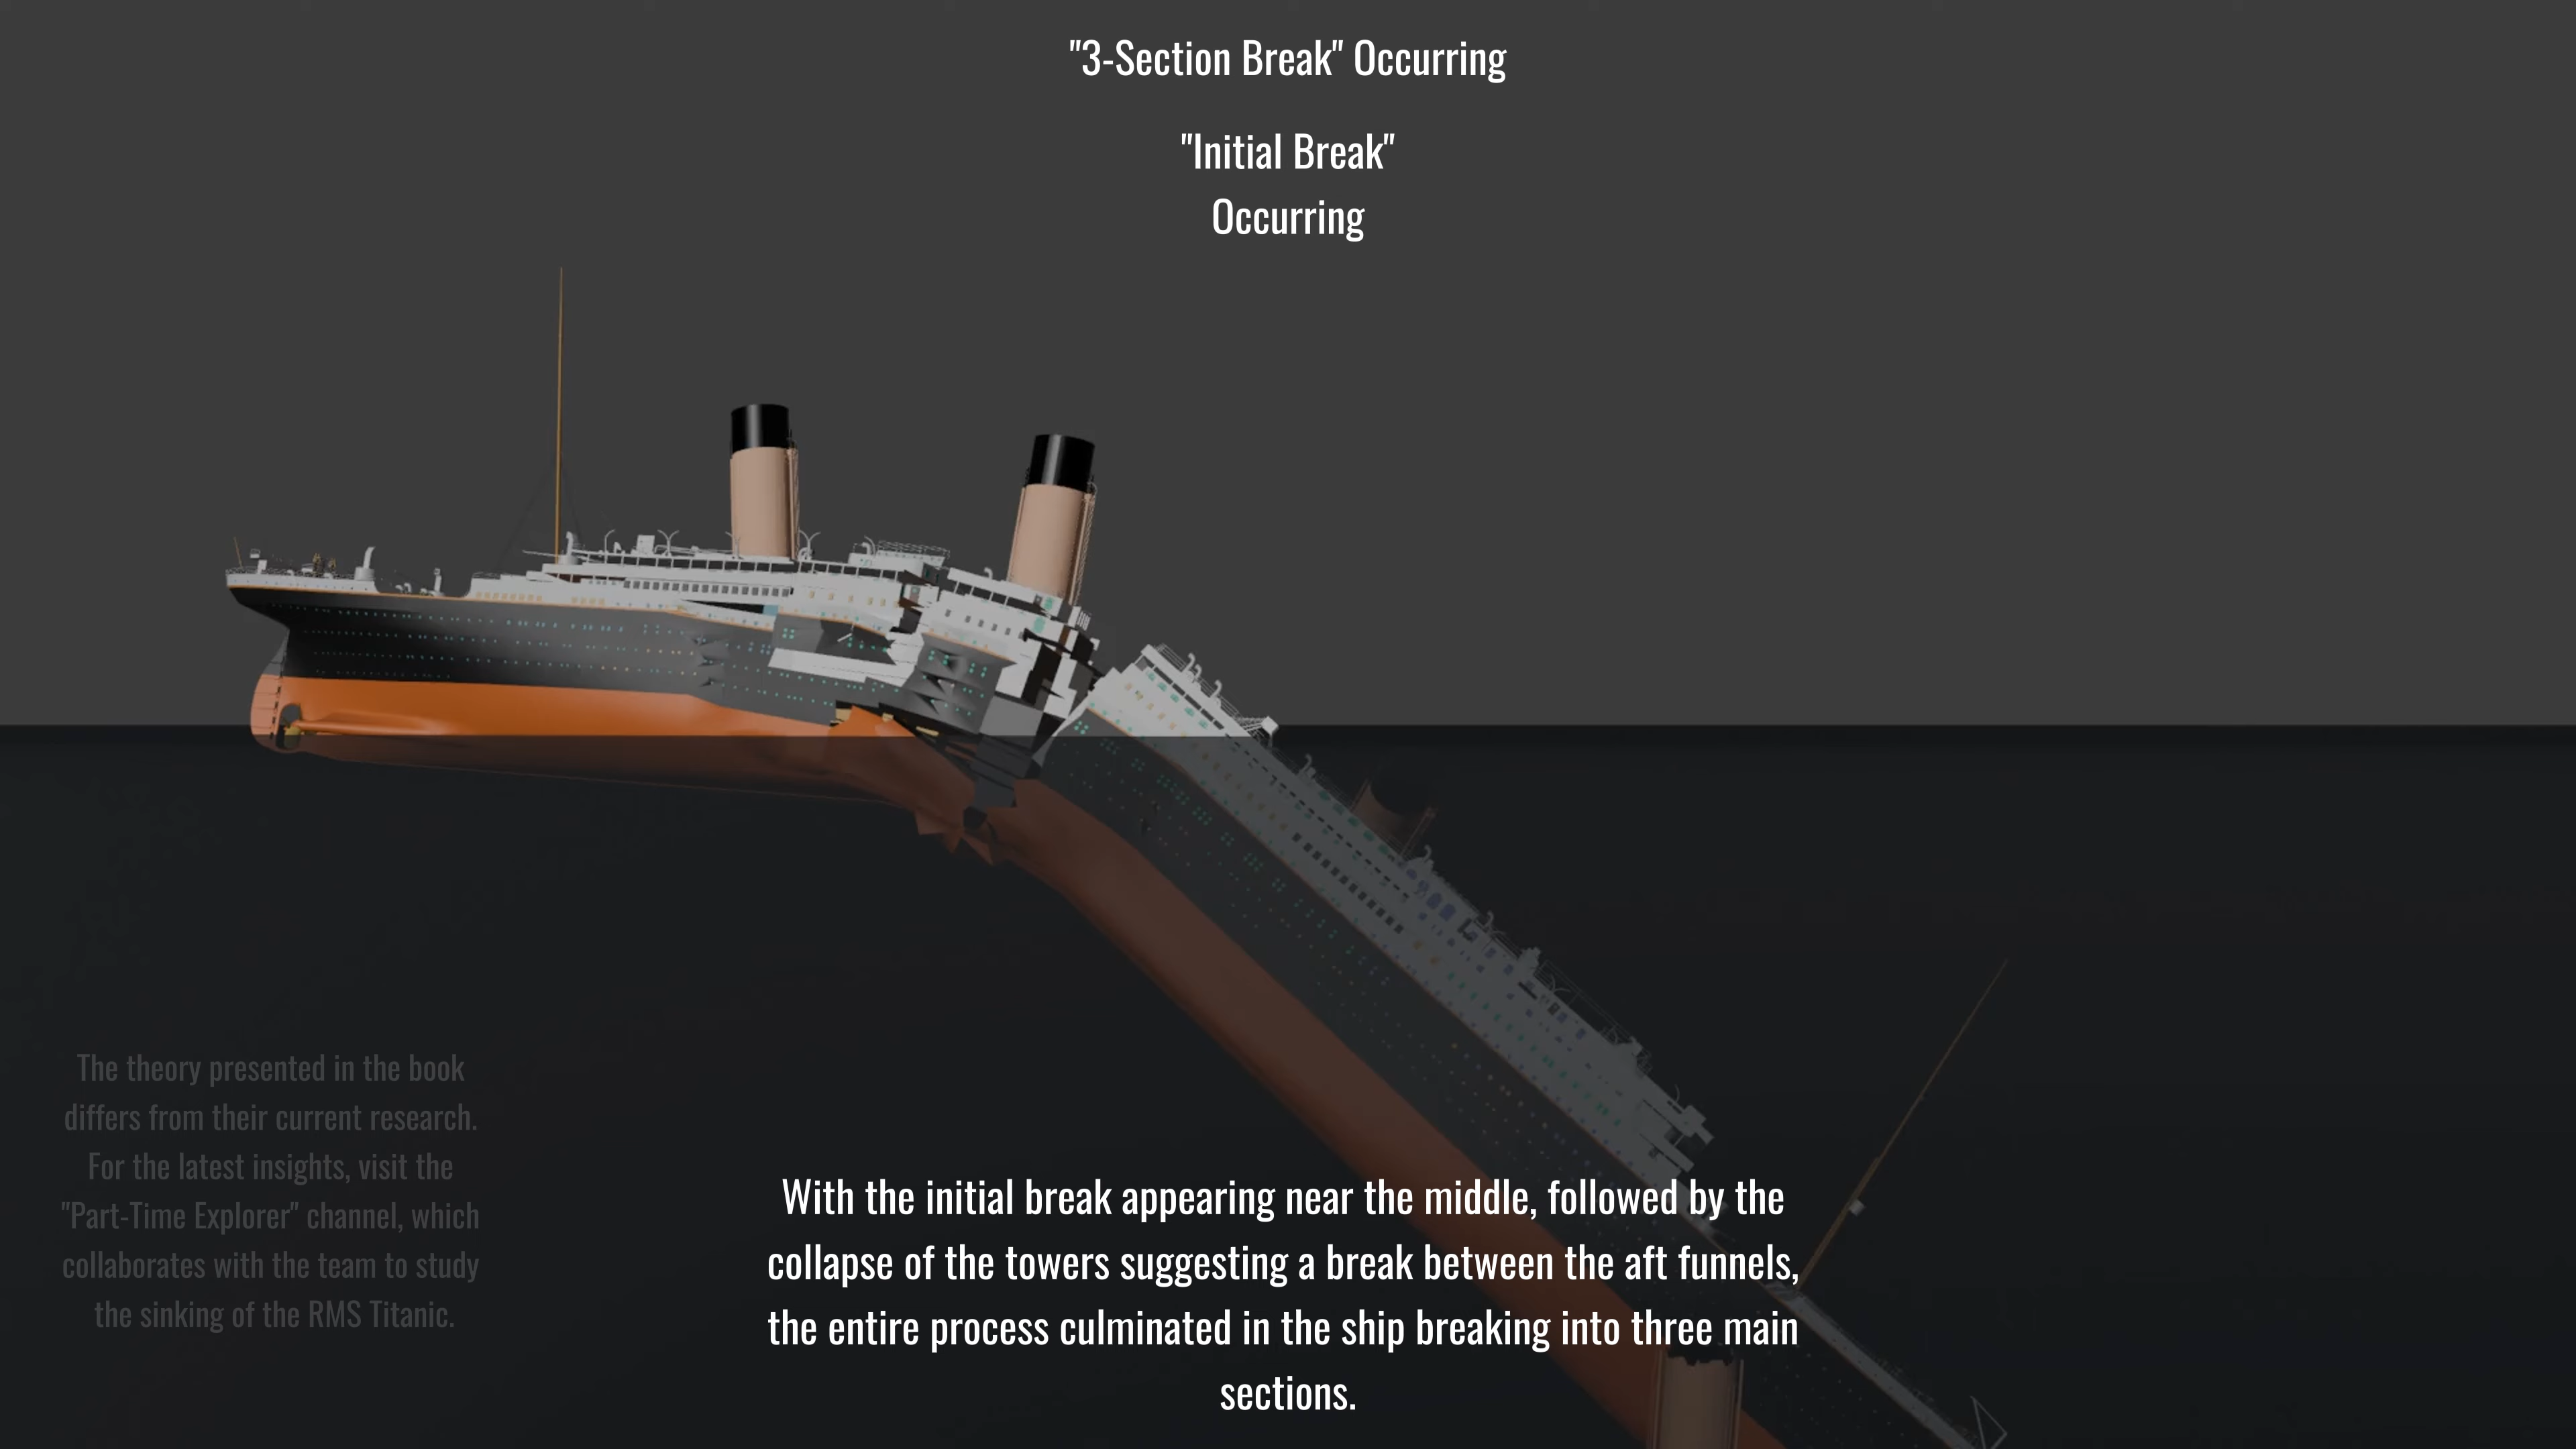 "3-Section Break" Occurring
"Initial Break"
Occurring
The theory presented in the book
differs from their current research.
For the latest insights, visit the
"Part-Time Explorer" channel, which
collaborates with the team to study
the sinking of the RMS Titanic.
With the initial break appearing near the middle, followed by the
collapse of the towers suggesting a break between the aft funnels,
the entire process culminated in the ship breaking into three main
sections.